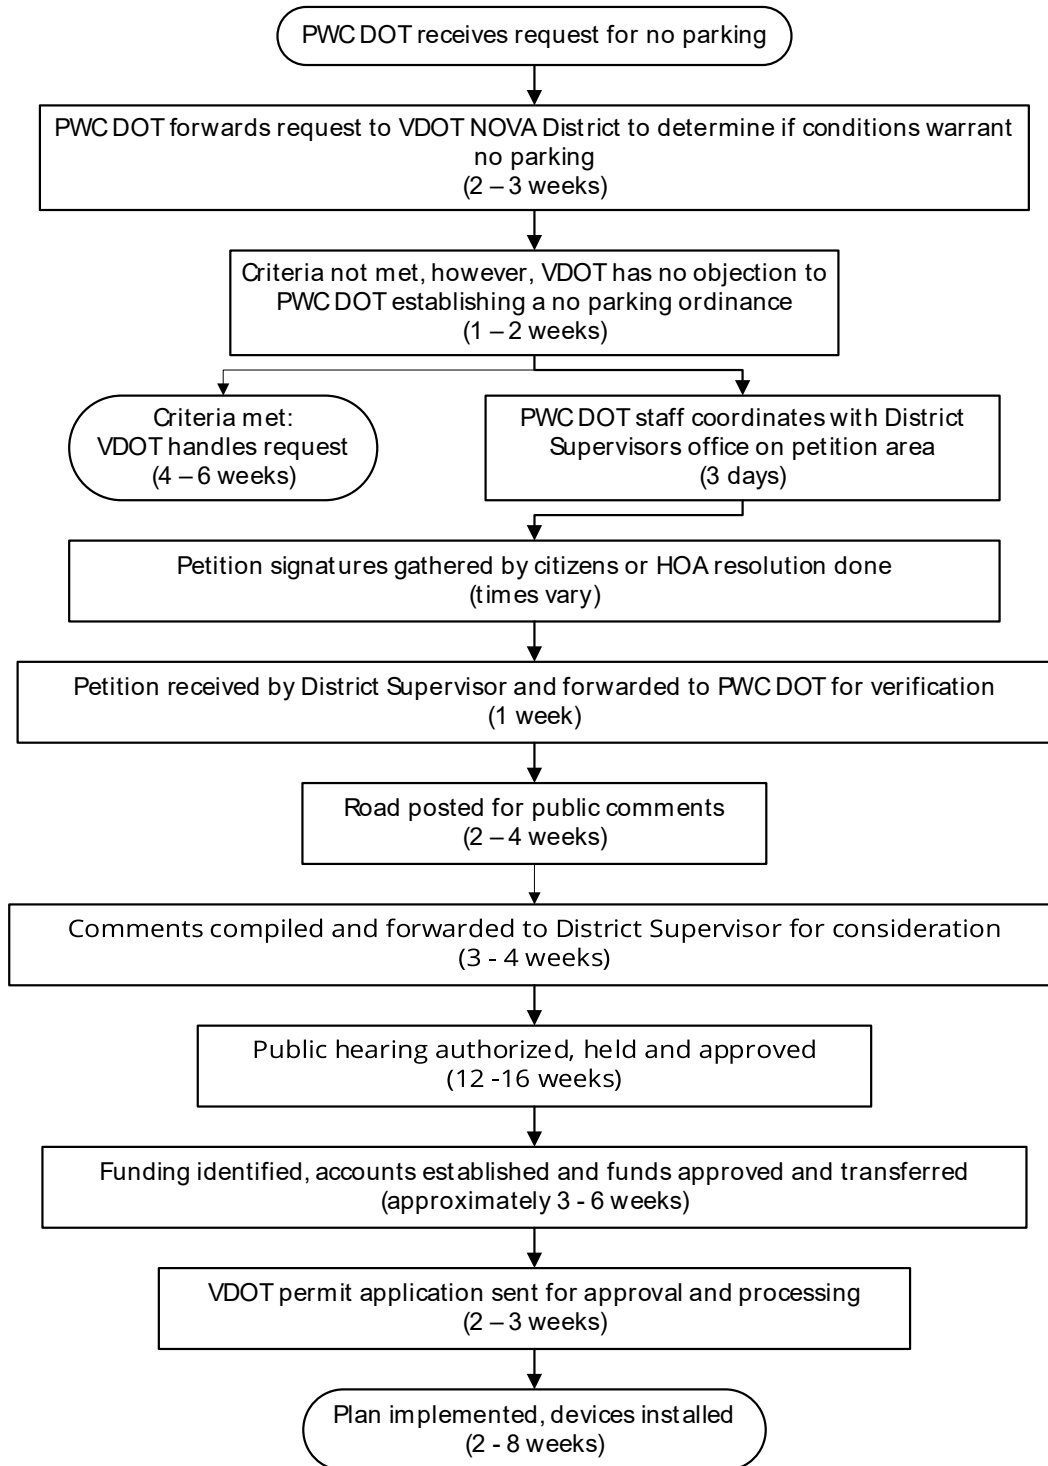 PWC DOT receives request for no parking
PWC DOT forwards request to VDOT NOVA District to determine if conditions warrant
no parking
(2 – 3 weeks)
Criteria not met, however, VDOT has no objection to
PWC DOT establishing a no parking ordinance
(1 – 2 weeks)
Criteria met:
VDOT handles request
(4 – 6 weeks)
PWC DOT staff coordinates with District
Supervisors office on petition area
(3 days)
Petition signatures gathered by citizens or HOA resolution done
(times vary)
Petition received by District Supervisor and forwarded to PWC DOT for verification
(1 week)
Road posted for public comments
(2 – 4 weeks)
Comments compiled and forwarded to District Supervisor for consideration
(3 - 4 weeks)
Public hearing authorized, held and approved
(12 -16 weeks)
Funding identified, accounts established and funds approved and transferred
(approximately 3 - 6 weeks)
VDOT permit application sent for approval and processing
(2 – 3 weeks)
Plan implemented, devices installed
(2 - 8 weeks)